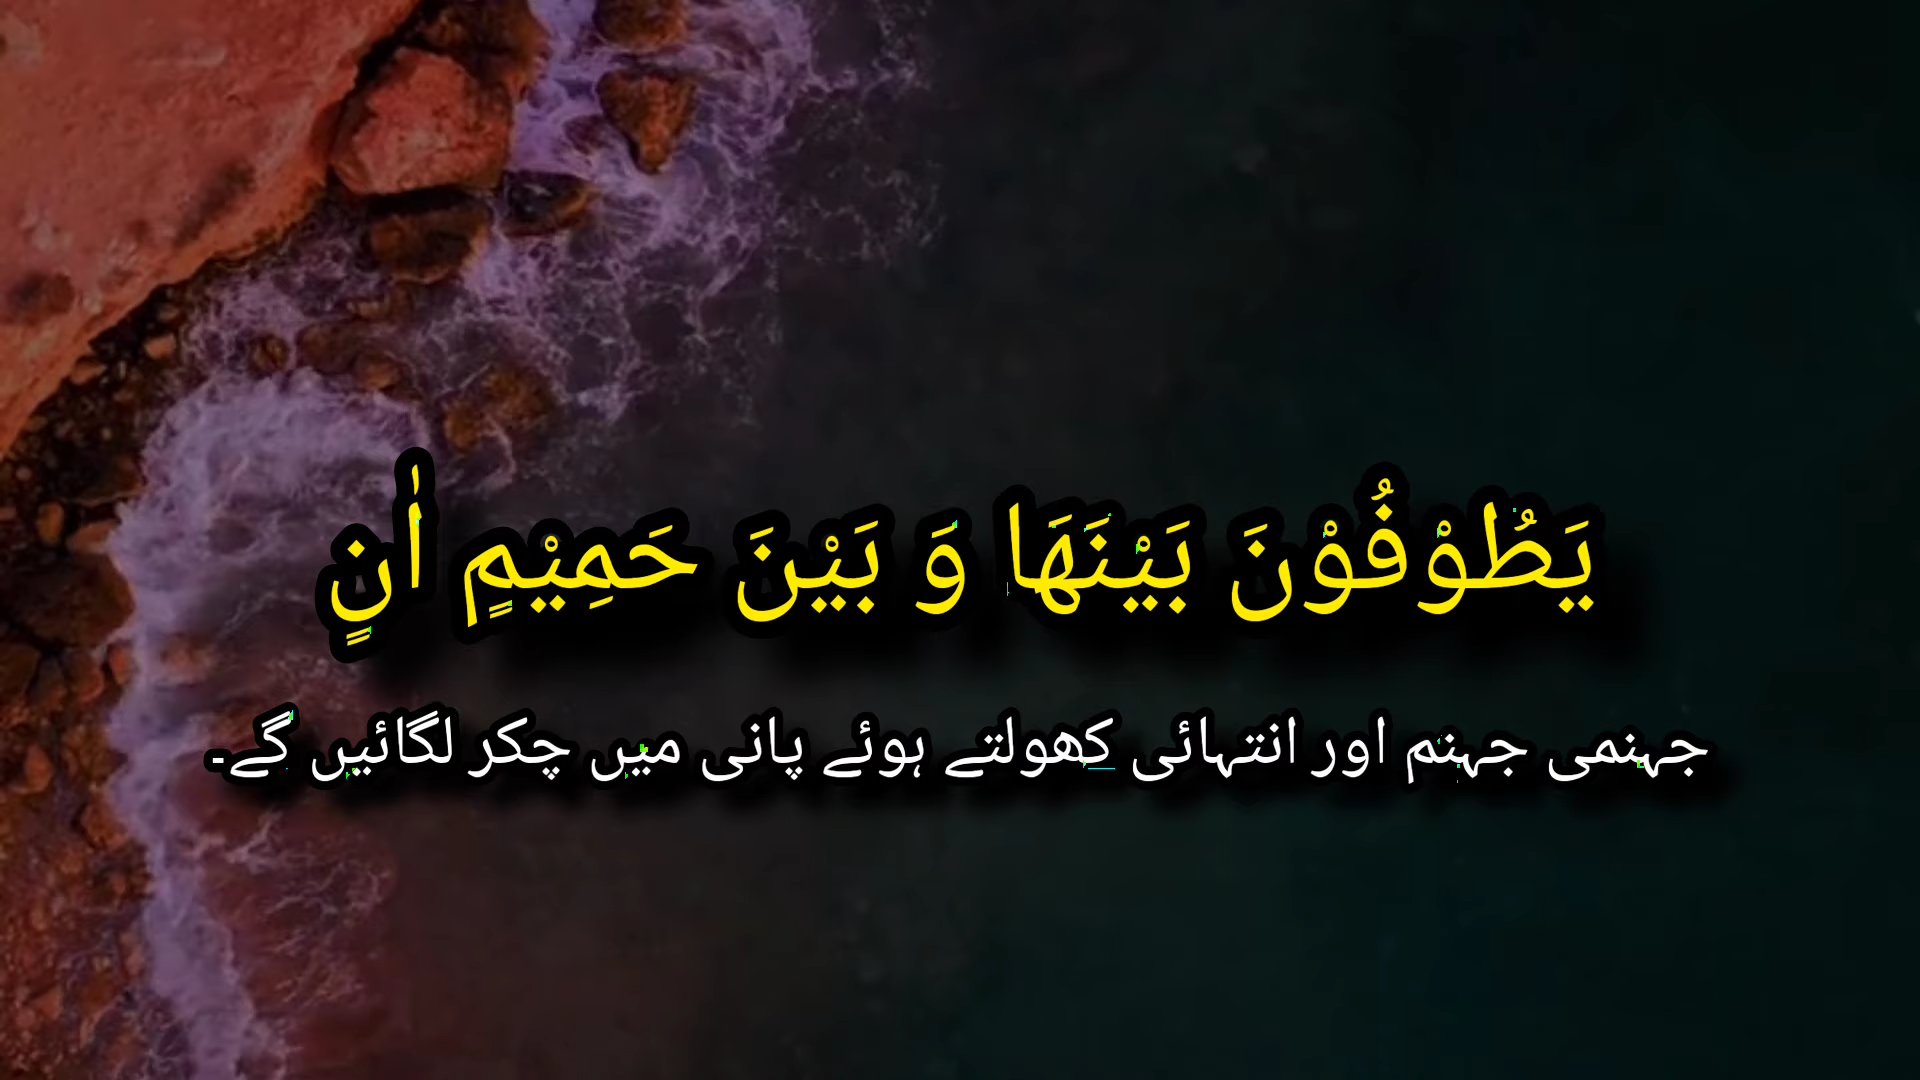 يَطُوْفُوْنَ بَيْنَهَا وَ بَيْنَ حَمِيْمٍ اٰنٍ
جہنمی جہنم اور انتہائی کھولتے ہوئے پانی میں چکر لگائیں گے۔